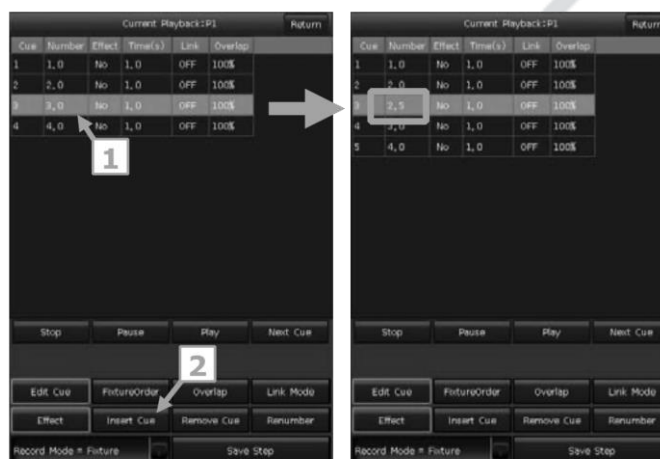 Current Playback:P1 Return
Cue Number Effect Time(s) Link Overlap
1 1,0 No 1,0 OFF 100%
2 2,0 No 1,0 OFF 100%
3 3,0 No 1,0 OFF 100%
4 4,0 No 1,0 OFF 100%
1
Stop Pause Play Next Cue
2
Edit Cue FixtureOrder Overlap Link Mode
Effect Insert Cue Remove Cue Renumber
Record Mode = Fixture Save Step
Current Playback:P1 Return
Cue Number Effect Time(s) Link Overlap
1 1,0 No 1,0 OFF 100%
2 2,0 No 1,0 OFF 100%
3 2,5 No 1,0 OFF 100%
4 3,0 No 1,0 OFF 100%
5 4,0 No 1,0 OFF 100%
Stop Pause Play Next Cue
Edit Cue FixtureOrder Overlap Link Mode
Effect Insert Cue Remove Cue Renumber
Record Mode = Fixture Save Step